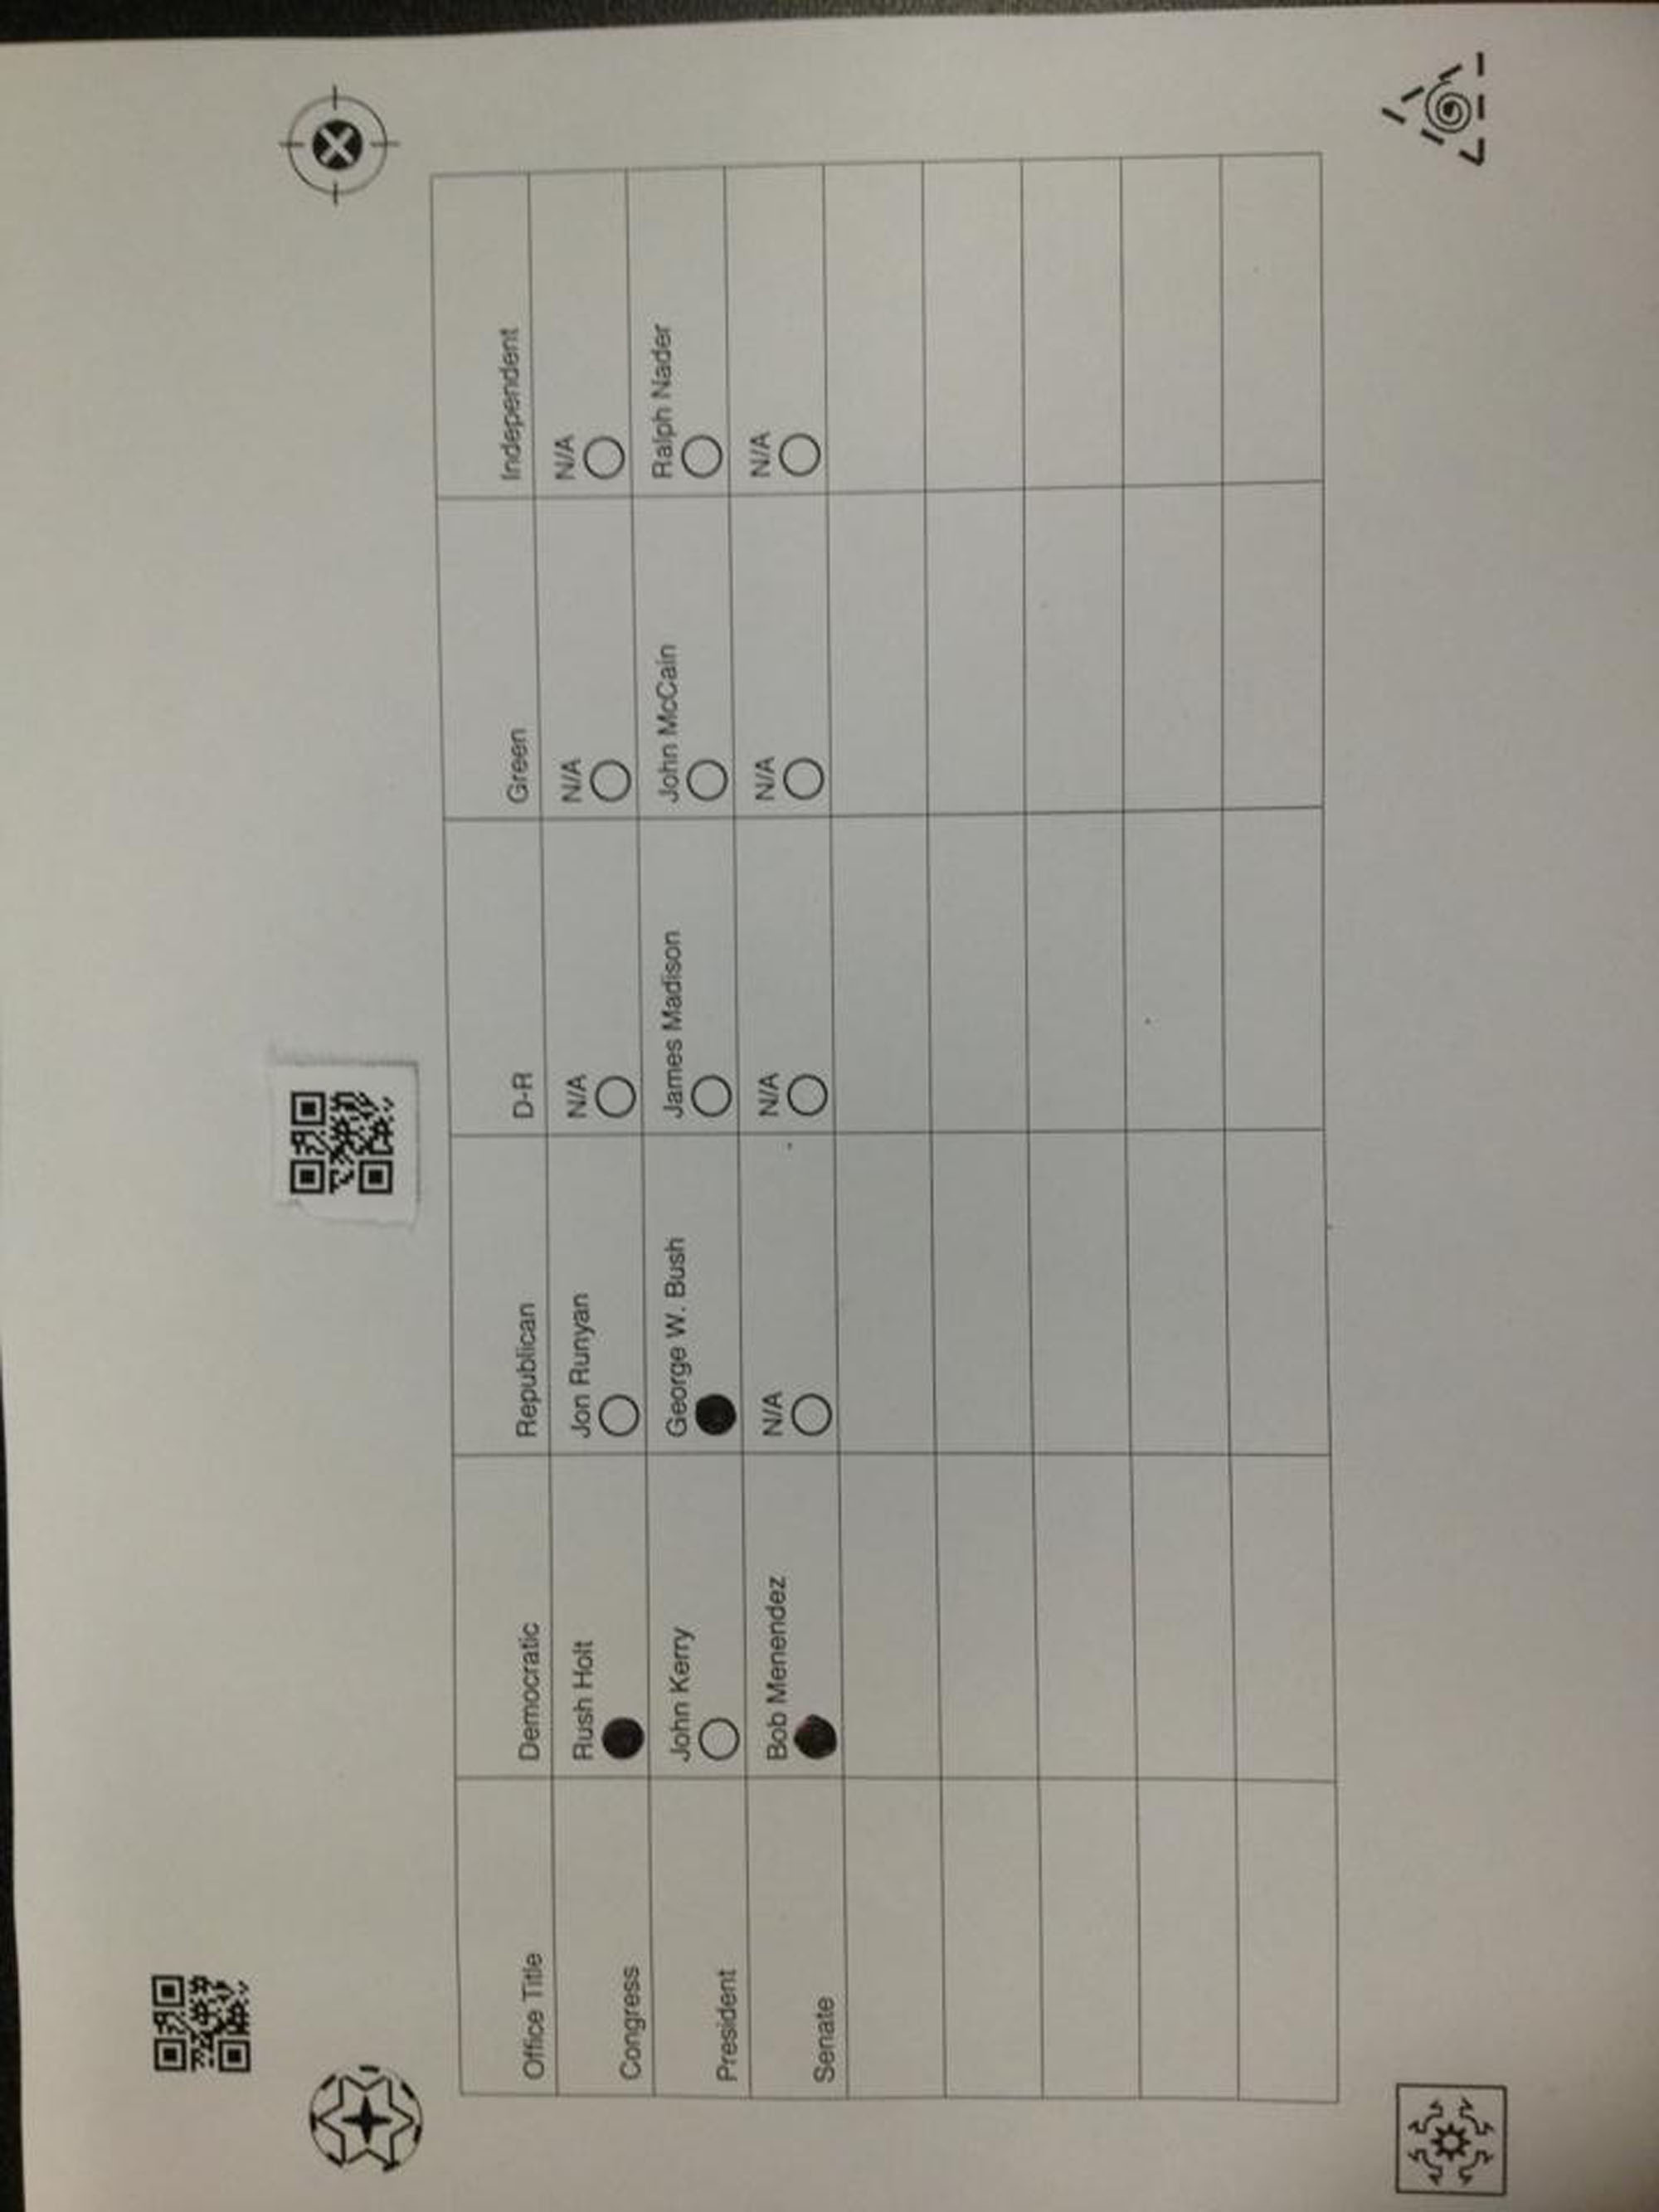 Office Title Democratic Republican D-R Green Independent
Congress Rush Holt Jon Runyan N/A N/A N/A
President John Kerry George W. Bush James Madison John McCain Ralph Nader
Senate Bob Menendez N/A N/A N/A N/A